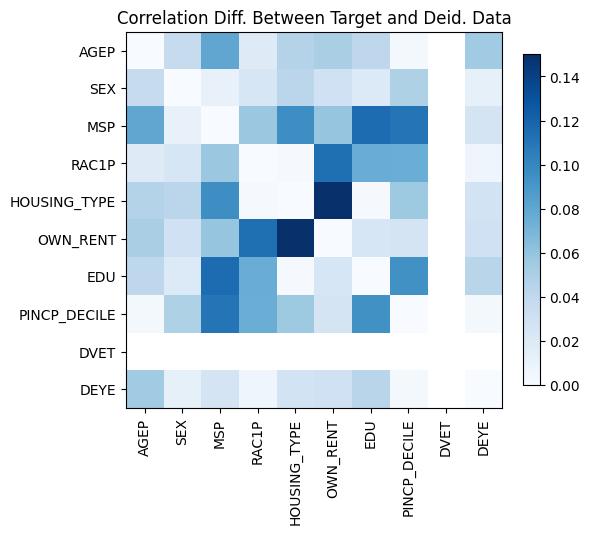 Correlation Diff. Between Target and Deid. Data
AGEP
SEX
MSP
RAC1P
HOUSING_TYPE
OWN_RENT
EDU
PINCP_DECILE
DVET
DEYE
AGEP
SEX
MSP
RAC1P
HOUSING_TYPE
OWN_RENT
EDU
PINCP_DECILE
DVET
DEYE
0.14
0.12
0.10
0.08
0.06
0.04
0.02
0.00